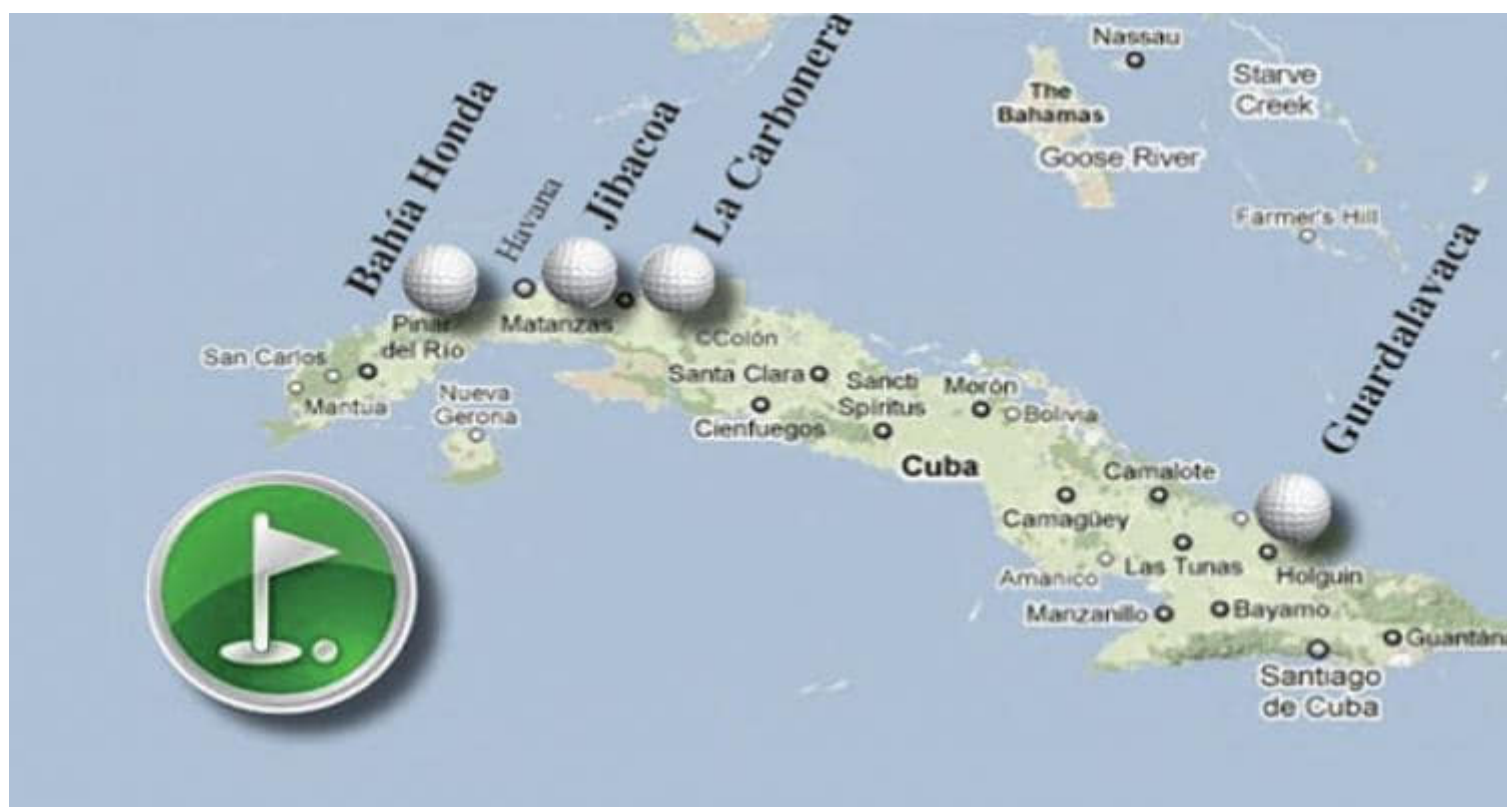 Nassau
The
Bahamas
Starve
Creek
Goose River
Farmer's Hill
Bahía Honda
Havana
Jibacoa
La Carbonera
Guardalavaca
Pinar
del Río
Matanzas
San Carlos
Mantua
Nueva
Gerona
Colón
Santa Clara
Cienfuegos
Sancti
Spiritus
Morón
Bolivia
Cuba
Camalote
Camagüey
Amanico
Las Tunas
Holguin
Manzanillo
Bayamo
Guantán
Santiago
de Cuba